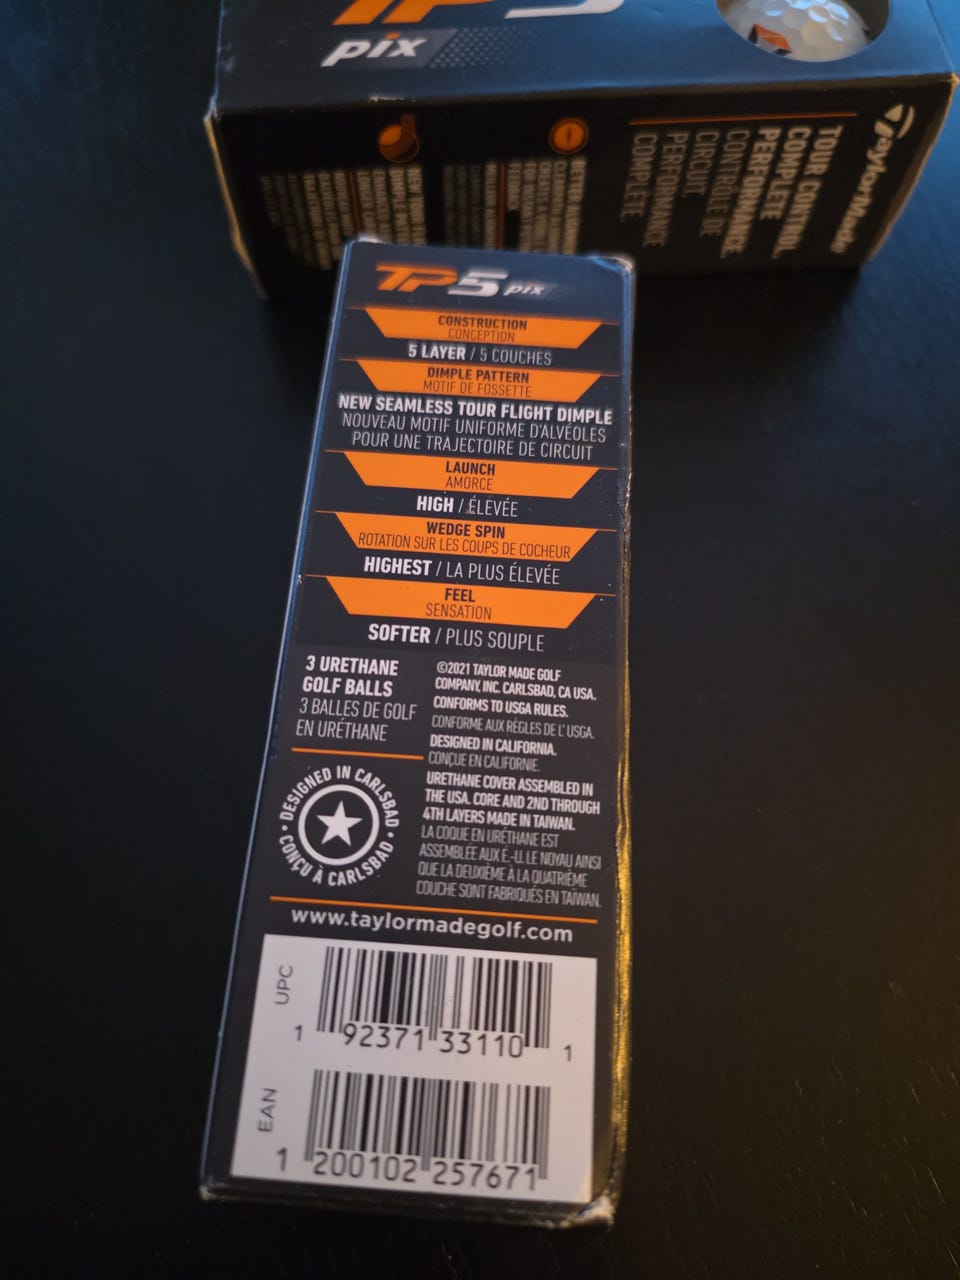 TP5
pix
TaylorMade
TOUR CONTROL.
COMPLETE
PERFORMANCE.
CONTRÔLE DE
CIRCUIT.
PERFORMANCE
COMPLÈTE.
TP5 pix
CONSTRUCTION
CONCEPTION
5 LAYER / 5 COUCHES
DIMPLE PATTERN
MOTIF DE FOSSETTE
NEW SEAMLESS TOUR FLIGHT DIMPLE
NOUVEAU MOTIF UNIFORME D'ALVÉOLES
POUR UNE TRAJECTOIRE DE CIRCUIT
LAUNCH
AMORCE
HIGH / ÉLEVÉE
WEDGE SPIN
ROTATION SUR LES COUPS DE COCHEUR
HIGHEST / LA PLUS ÉLEVÉE
FEEL
SENSATION
SOFTER / PLUS SOUPLE
3 URETHANE
GOLF BALLS
3 BALLES DE GOLF
EN URÉTHANE
©2021 TAYLOR MADE GOLF
COMPANY, INC. CARLSBAD, CA USA.
CONFORMS TO USGA RULES.
CONFORME AUX RÈGLES DE L'USGA.
DESIGNED IN CALIFORNIA.
CONÇUE EN CALIFORNIE.
URETHANE COVER ASSEMBLED IN
THE USA. CORE AND 2ND THROUGH
4TH LAYERS MADE IN TAIWAN.
LA COQUE EN URÉTHANE EST
ASSEMBLÉE AUX É.-U. LE NOYAU AINSI
QUE LA DEUXIÈME À LA QUATRIÈME
COUCHE SONT FABRIQUÉS EN TAÏWAN.
DESIGNED IN CARLSBAD
CONÇU À CARLSBAD
www.taylormadegolf.com
UPC
1 92371 33110 1
EAN
1 200102 257671